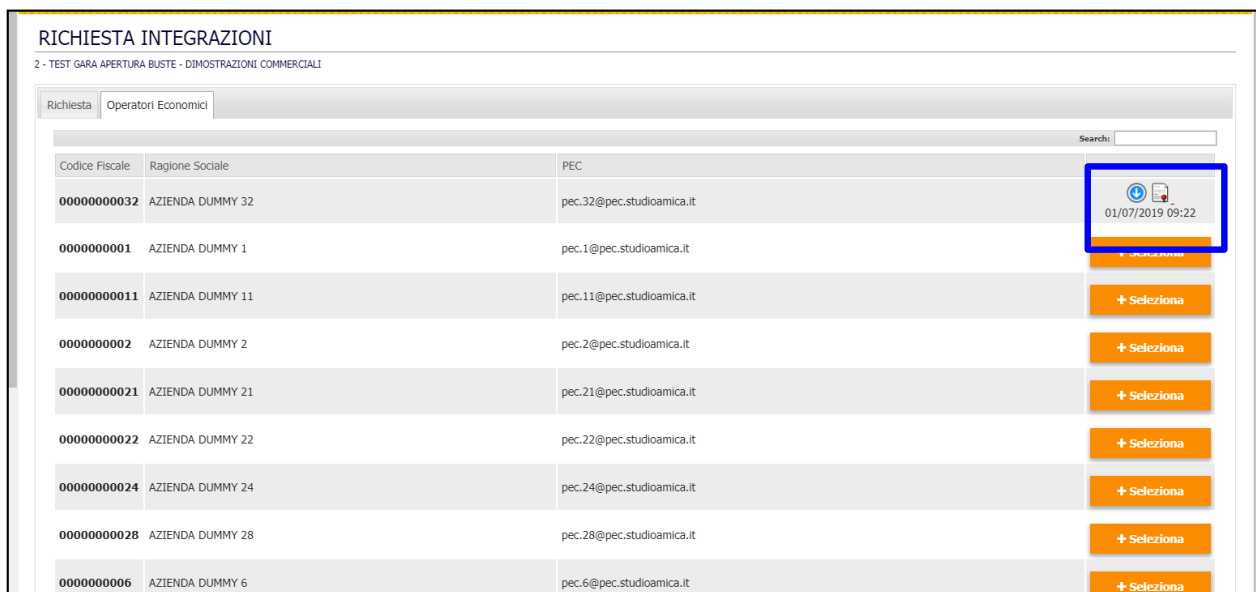 RICHIESTA INTEGRAZIONI
2 - TEST GARA APERTURA BUSTE - DIMOSTRAZIONI COMMERCIALI
Richiesta Operatori Economici
Search:
Codice Fiscale Ragione Sociale PEC
00000000032 AZIENDA DUMMY 32 pec.32@pec.studioamica.it 01/07/2019 09:22
0000000001 AZIENDA DUMMY 1 pec.1@pec.studioamica.it + Seleziona
00000000011 AZIENDA DUMMY 11 pec.11@pec.studioamica.it + Seleziona
0000000002 AZIENDA DUMMY 2 pec.2@pec.studioamica.it + Seleziona
00000000021 AZIENDA DUMMY 21 pec.21@pec.studioamica.it + Seleziona
00000000022 AZIENDA DUMMY 22 pec.22@pec.studioamica.it + Seleziona
00000000024 AZIENDA DUMMY 24 pec.24@pec.studioamica.it + Seleziona
00000000028 AZIENDA DUMMY 28 pec.28@pec.studioamica.it + Seleziona
0000000006 AZIENDA DUMMY 6 pec.6@pec.studioamica.it + Seleziona